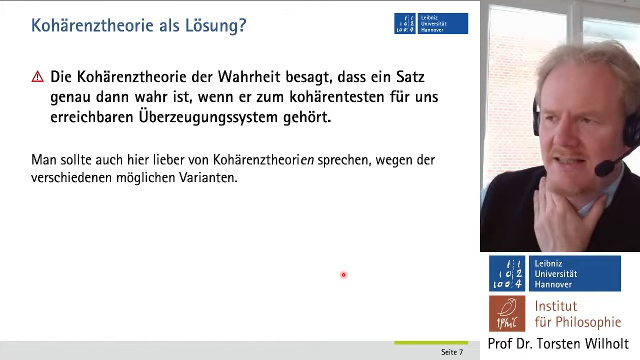 Kohärenztheorie als Lösung?
Leibniz
Universität
Hannover
⚠ Die Kohärenztheorie der Wahrheit besagt, dass ein Satz
genau dann wahr ist, wenn er zum kohärentesten für uns
erreichbaren Überzeugungssystem gehört.
Man sollte auch hier lieber von Kohärenztheorien sprechen, wegen der
verschiedenen möglichen Varianten.
Seite 7
Leibniz
Universität
Hannover
Institut
für Philosophie
Prof Dr. Torsten Wilholt